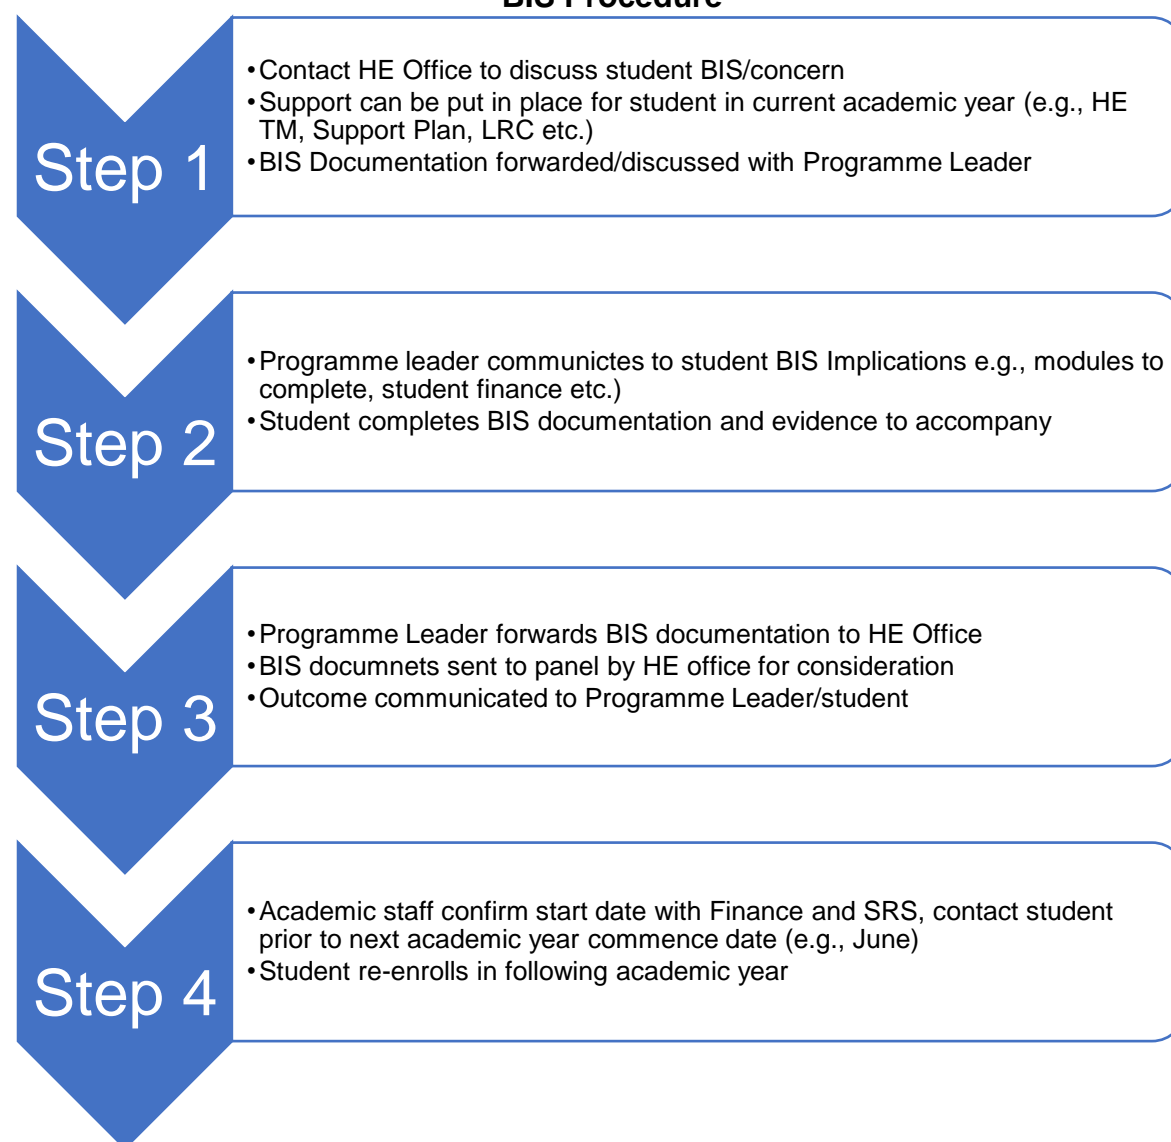 BIS Procedure
Step 1
•Contact HE Office to discuss student BIS/concern
•Support can be put in place for student in current academic year (e.g., HE
TM, Support Plan, LRC etc.)
•BIS Documentation forwarded/discussed with Programme Leader
Step 2
•Programme leader communictes to student BIS Implications e.g., modules to
complete, student finance etc.)
•Student completes BIS documentation and evidence to accompany
Step 3
•Programme Leader forwards BIS documentation to HE Office
•BIS documnets sent to panel by HE office for consideration
•Outcome communicated to Programme Leader/student
Step 4
•Academic staff confirm start date with Finance and SRS, contact student
prior to next academic year commence date (e.g., June)
•Student re-enrolls in following academic year